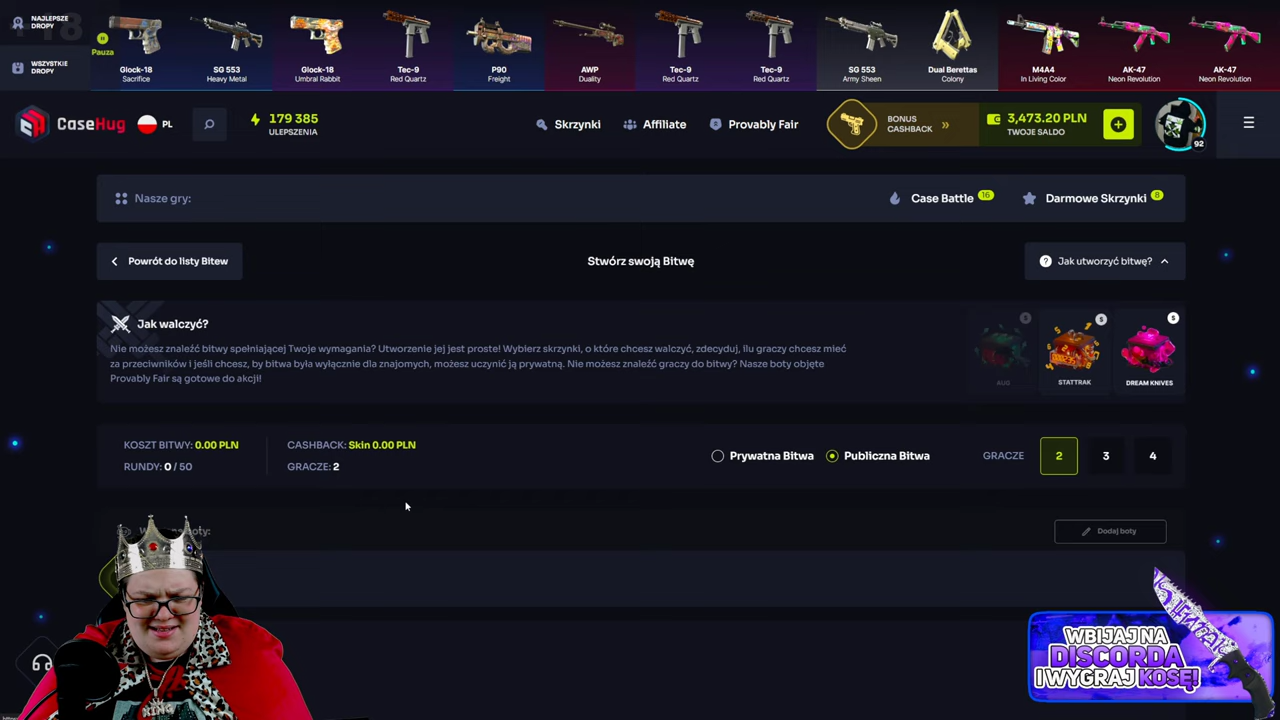 +18
NAJLEPSZE DROPY
WSZYSTKIE DROPY
Pauza
Glock-18
Sacrifice
SG 553
Heavy Metal
Glock-18
Umbral Rabbit
Tec-9
Red Quartz
P90
Freight
AWP
Duality
Tec-9
Red Quartz
Tec-9
Red Quartz
SG 553
Army Sheen
Dual Berettas
Colony
M4A4
In Living Color
AK-47
Neon Revolution
AK-47
Neon Revolution
CaseHug
PL
179 385
ULEPSZENIA
Skrzynki
Affiliate
Provably Fair
BONUS
CASHBACK
3,473.20 PLN
TWOJE SALDO
92
Nasze gry:
Case Battle 16
Darmowe Skrzynki 8
Powrót do listy Bitew
Stwórz swoją Bitwę
Jak utworzyć bitwę?
Jak walczyć?
Nie możesz znaleźć bitwy spełniającej Twoje wymagania? Utworzenie jej jest proste! Wybierz skrzynki, o które chcesz walczyć, zdecyduj, ilu graczy chcesz mieć
za przeciwników i jeśli chcesz, by bitwa była wyłącznie dla znajomych, możesz uczynić ją prywatną. Nie możesz znaleźć graczy do bitwy? Nasze boty objęte
Provably Fair są gotowe do akcji!
AUG
STATTRAK
DREAM KNIVES
KOSZT BITWY: 0.00 PLN
RUNDY: 0 / 50
CASHBACK: Skin 0.00 PLN
GRACZE: 2
Prywatna Bitwa
Publiczna Bitwa
GRACZE
2
3
4
boty:
Dodaj boty
KING
WBIJAJ NA
DISCORDA
I WYGRAJ KOSĘ!